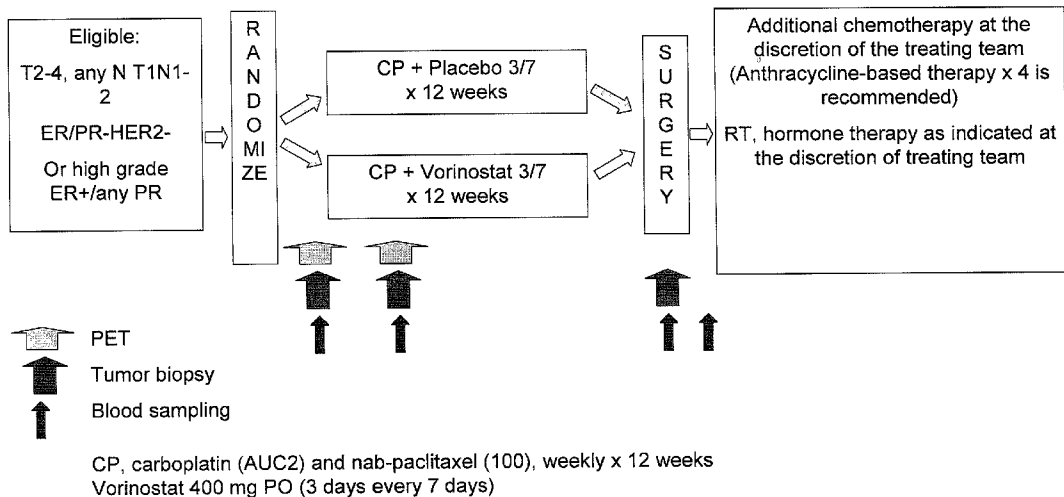 Eligible:
T2-4, any N T1N1-
2
ER/PR-HER2-
Or high grade
ER+/any PR
R
A
N
D
O
MI
ZE
CP + Placebo 3/7
x 12 weeks
CP + Vorinostat 3/7
x 12 weeks
S
U
R
G
E
R
Y
Additional chemotherapy at the
discretion of the treating team
(Anthracycline-based therapy x 4 is
recommended)
RT, hormone therapy as indicated at
the discretion of treating team
PET
Tumor biopsy
Blood sampling
CP, carboplatin (AUC2) and nab-paclitaxel (100), weekly x 12 weeks
Vorinostat 400 mg PO (3 days every 7 days)